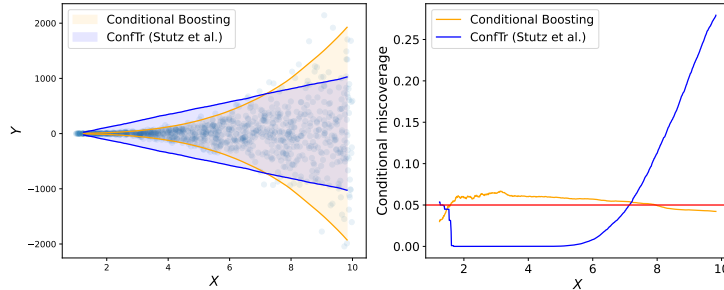 Conditional Boosting
ConfTr (Stutz et al.)
2000
1000
0
−1000
−2000
Y
2
4
6
8
10
X
Conditional Boosting
ConfTr (Stutz et al.)
0.25
0.20
0.15
0.10
0.05
0.00
Conditional miscoverage
2
4
6
8
10
X